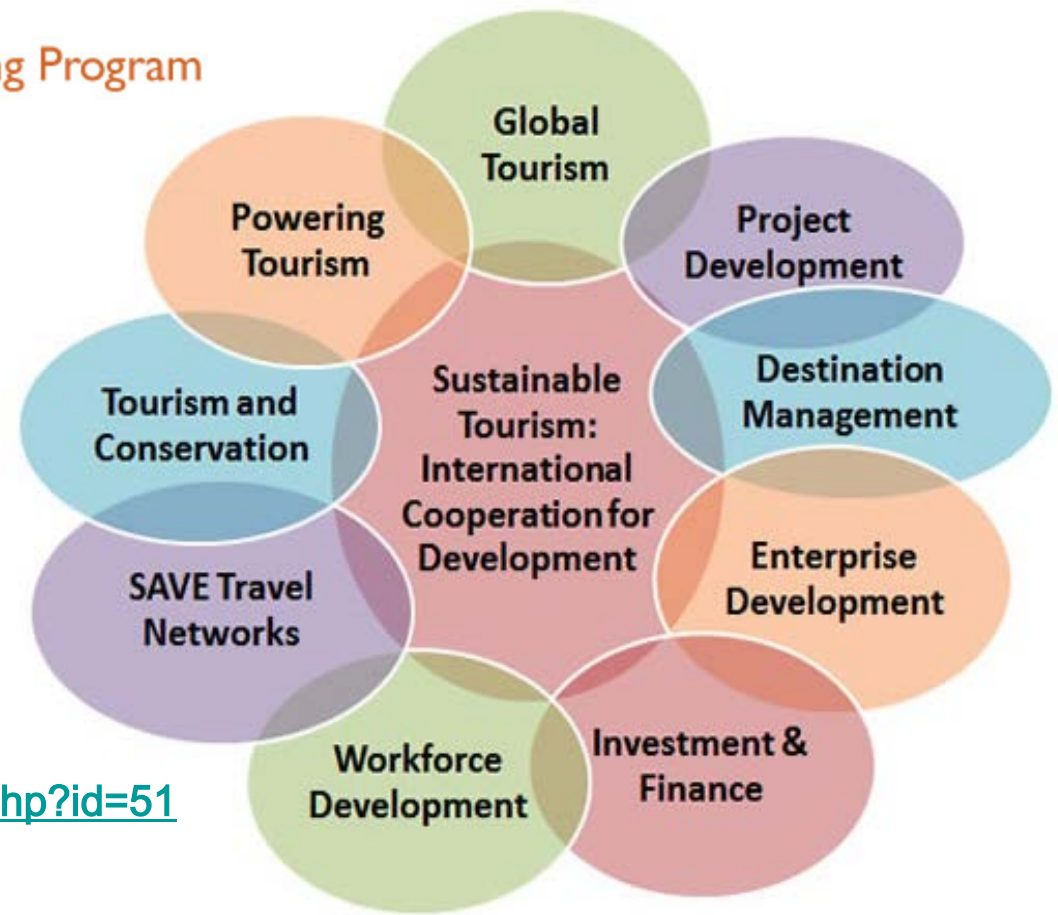 ng Program
Global
Tourism
Project
Development
Destination
Management
Enterprise
Development
Investment &
Finance
Workforce
Development
SAVE Travel
Networks
Tourism and
Conservation
Powering
Tourism
Sustainable
Tourism:
International
Cooperation for
Development
hp?id=51